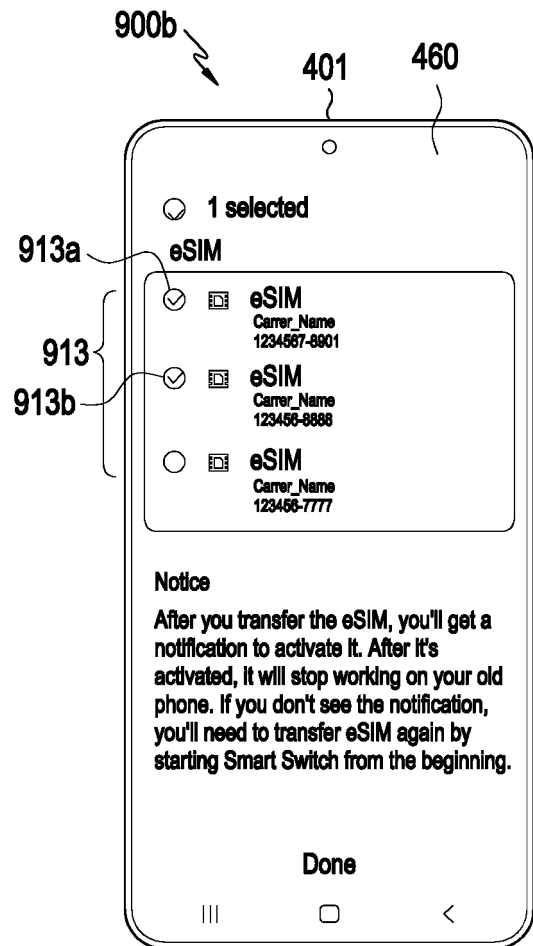 900b
401
460
1 selected
913a
eSIM
eSIM
Carrer_Name
1234567-8901
913
eSIM
913b
Carrer_Name
123456-8888
eSIM
Carrer_Name
123456-7777
Notice
After you transfer the eSIM, you'll get a
notification to activate it. After it's
activated, it will stop working on your old
phone. If you don't see the notification,
you'll need to transfer eSIM again by
starting Smart Switch from the beginning.
Done